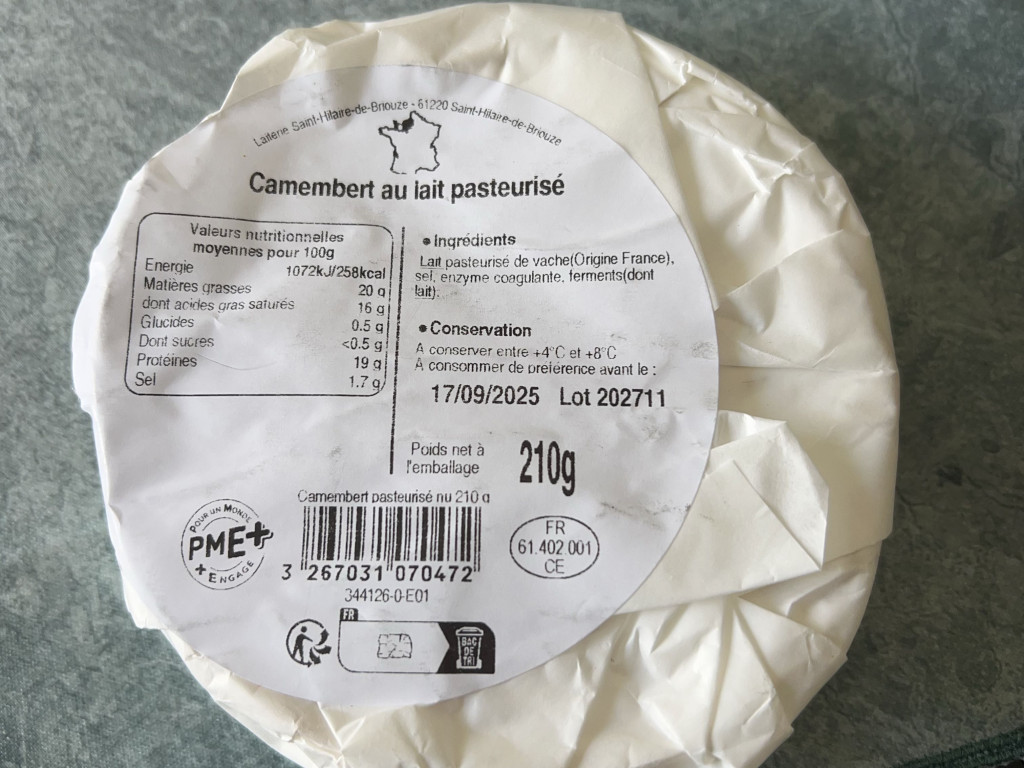 Laiterie Saint-Hilaire-de-Briouze - 61220 Saint-Hilaire-de-Briouze
Camembert au lait pasteurisé
Valeurs nutritionnelles
moyennes pour 100g
Energie 1072kJ/258kcal
Matières grasses 20 g
dont acides gras saturés 16 g
Glucides 0.5 g
Dont sucres <0.5 g
Protéines 19 g
Sel 1.7 g
• Ingrédients
Lait pasteurisé de vache(Origine France),
sel, enzyme coagulante, ferments(dont
lait).
• Conservation
A conserver entre +4°C et +8°C
A consommer de préférence avant le :
17/09/2025 Lot 202711
Poids net à
l'emballage
210g
Camembert pasteurisé nu 210 g
3 267031 070472
344126-0-E01
POUR UN MONDE
PME+
+ ENGAGÉ
FR
61.402.001
CE
FR
BAC
DE
TRI